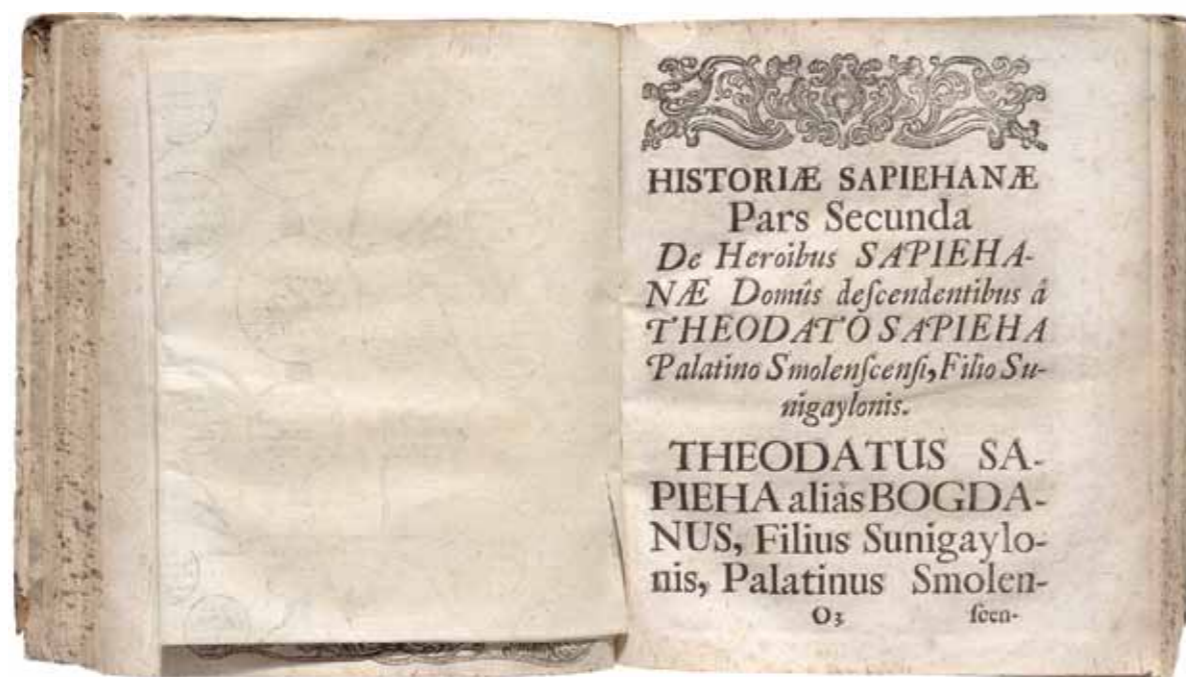 HISTORIÆ SAPIEHANÆ
Pars Secunda
De Heroibus SAPIEHA-
NÆ Domûs deſcendentibus â
THEODATO SAPIEHA
Palatino Smolenſcenſi, Filio Su-
nigaylonis.
THEODATUS SA-
PIEHA aliàs BOGDA-
NUS, Filius Sunigaylo-
nis, Palatinus Smolen-
O3 ſcen-